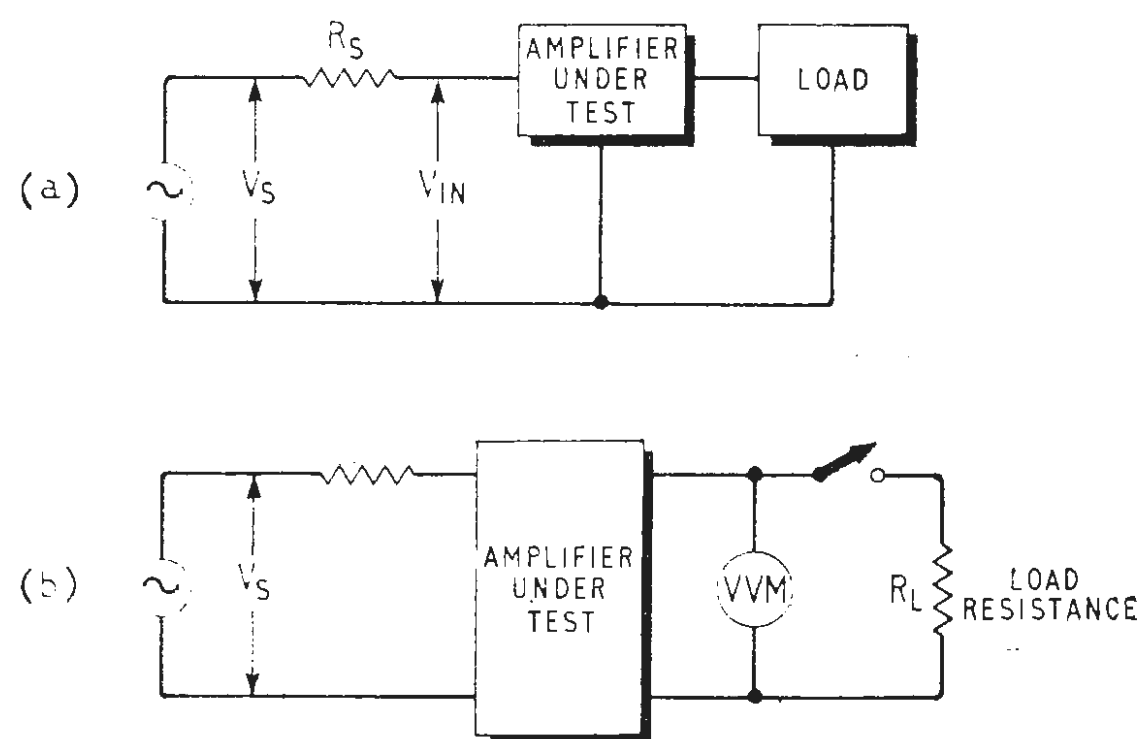 R_S
AMPLIFIER
UNDER
TEST
LOAD
(a)
V_S
V_IN
AMPLIFIER
UNDER
TEST
(b)
V_S
VVM
R_L
LOAD
RESISTANCE